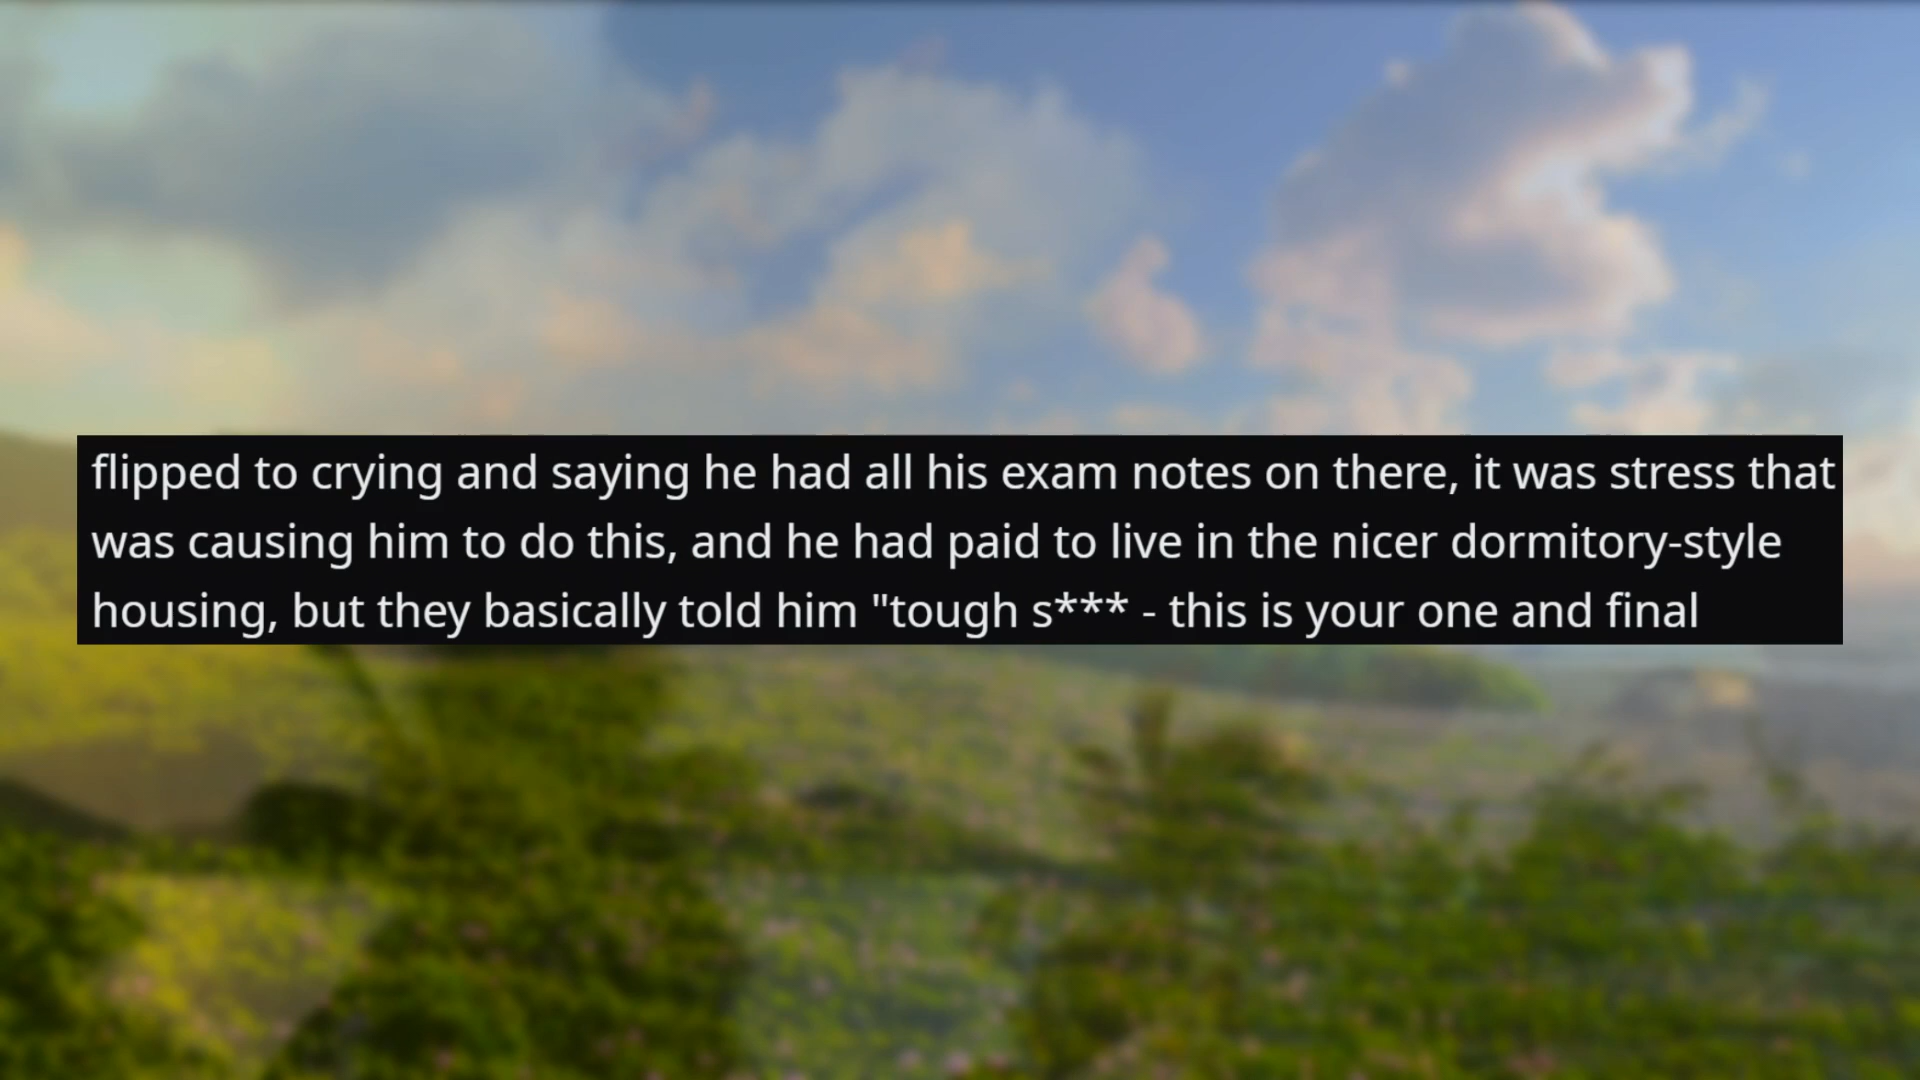 flipped to crying and saying he had all his exam notes on there, it was stress that
was causing him to do this, and he had paid to live in the nicer dormitory-style
housing, but they basically told him "tough s*** - this is your one and final